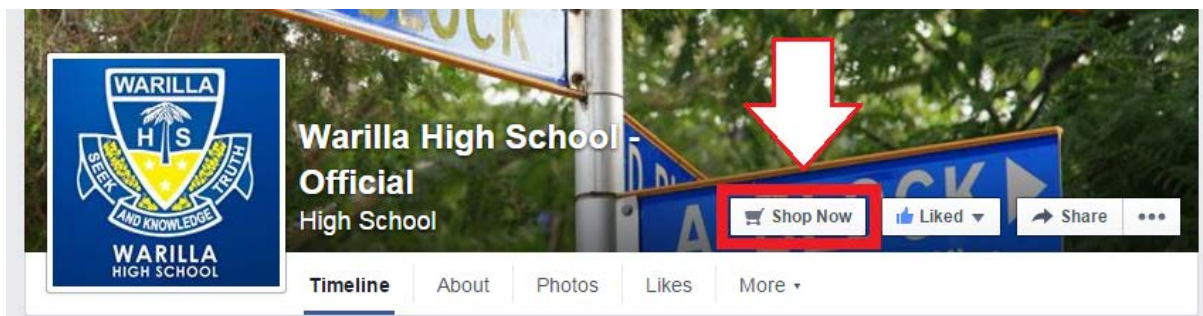 WARILLA
H S
SEEK AND KNOWLEDGE TRUTH
WARILLA
HIGH SCHOOL
Warilla High School -
Official
High School
A BLOCK
Shop Now
Liked
Share
Timeline
About
Photos
Likes
More